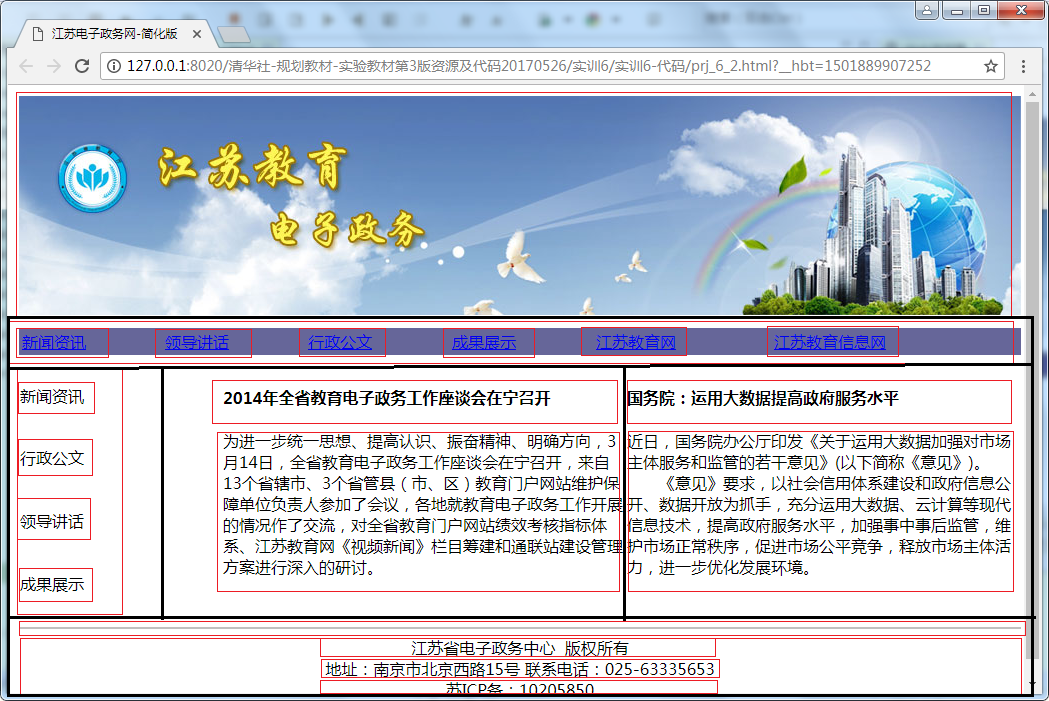 江苏电子政务网-简化版
127.0.0.1:8020/清华社-规划教材-实验教材第3版资源及代码20170526/实训6/实训6-代码/prj_6_2.html?__hbt=1501889907252
江苏教育
电子政务
新闻资讯 领导讲话 行政公文 成果展示 江苏教育网 江苏教育信息网
新闻资讯
行政公文
领导讲话
成果展示
2014年全省教育电子政务工作座谈会在宁召开
为进一步统一思想、提高认识、振奋精神、明确方向，3
月14日，全省教育电子政务工作座谈会在宁召开，来自
13个省辖市、3个省管县（市、区）教育门户网站维护保
障单位负责人参加了会议，各地就教育电子政务工作开展
的情况作了交流，对全省教育门户网站绩效考核指标体
系、江苏教育网《视频新闻》栏目筹建和通联站建设管理
方案进行深入的研讨。
国务院：运用大数据提高政府服务水平
近日，国务院办公厅印发《关于运用大数据加强对市场
主体服务和监管的若干意见》(以下简称《意见》)。
《意见》要求，以社会信用体系建设和政府信息公
开、数据开放为抓手，充分运用大数据、云计算等现代
信息技术，提高政府服务水平，加强事中事后监管，维
护市场正常秩序，促进市场公平竞争，释放市场主体活
力，进一步优化发展环境。
江苏省电子政务中心 版权所有
地址：南京市北京西路15号 联系电话：025-63335653
苏ICP备：10205850